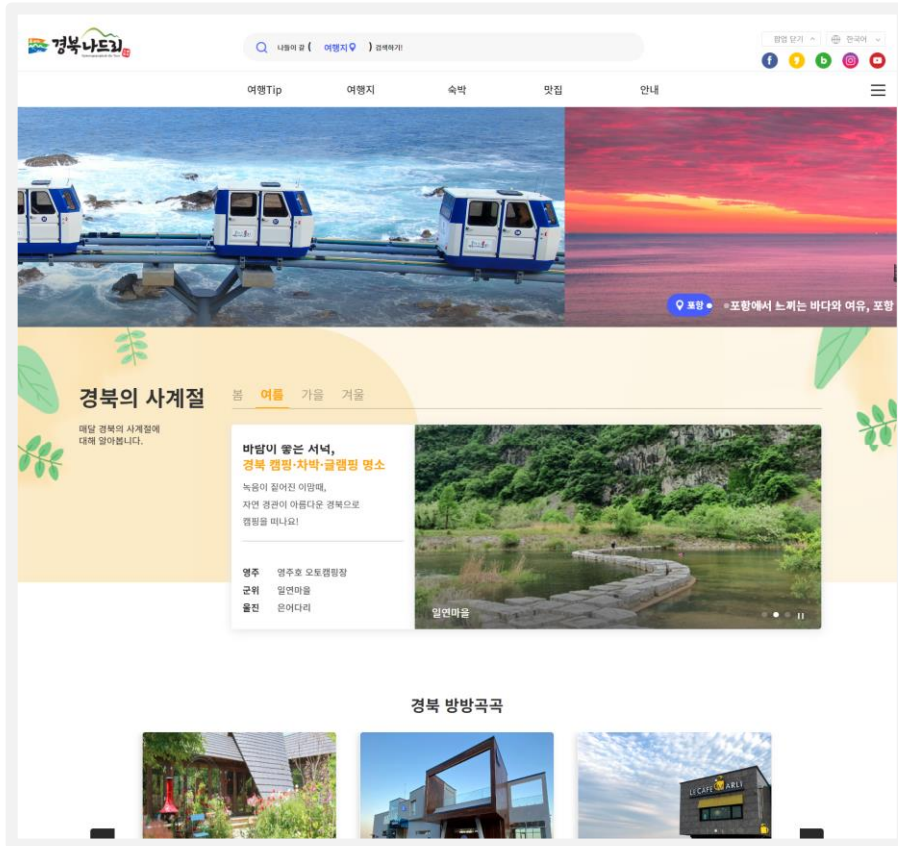 경북나드리
나들이 갈 ( 여행지 ) 검색하기!
팝업 닫기
한국어
여행Tip 여행지 숙박 맛집 안내
포항
포항에서 느끼는 바다와 여유, 포항
경북의 사계절
매달 경북의 사계절에
대해 알아봅니다.
봄 여름 가을 겨울
바람이 좋은 저녁,
경북 캠핑·차박·글램핑 명소
녹음이 짙어진 이맘때,
자연 경관이 아름다운 경북으로
캠핑을 떠나요!
영주 영주호 오토캠핑장
군위 일연마을
울진 은어다리
일연마을
경북 방방곡곡
LE CAFE MARLI